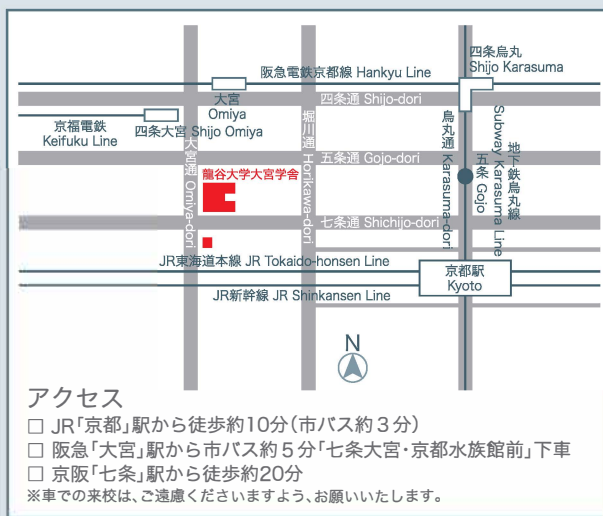 四条烏丸
Shijo Karasuma
阪急電鉄京都線 Hankyu Line
大宮
Omiya
四条通 Shijo-dori
京福電鉄
Keifuku Line
四条大宮 Shijo Omiya
大宮通 Omiya-dori
堀川通 Horikawa-dori
烏丸通 Karasuma-dori
五条 Gojo
Subway Karasuma Line
地下鉄烏丸線
五条通 Gojo-dori
龍谷大学大宮学舎
七条通 Shichijo-dori
JR東海道本線 JR Tokaido-honsen Line
京都駅
Kyoto
JR新幹線 JR Shinkansen Line
N
アクセス
□ JR「京都」駅から徒歩約10分(市バス約3分)
□ 阪急「大宮」駅から市バス約5分「七条大宮・京都水族館前」下車
□ 京阪「七条」駅から徒歩約20分
※車での来校は、ご遠慮くださいますよう、お願いいたします。